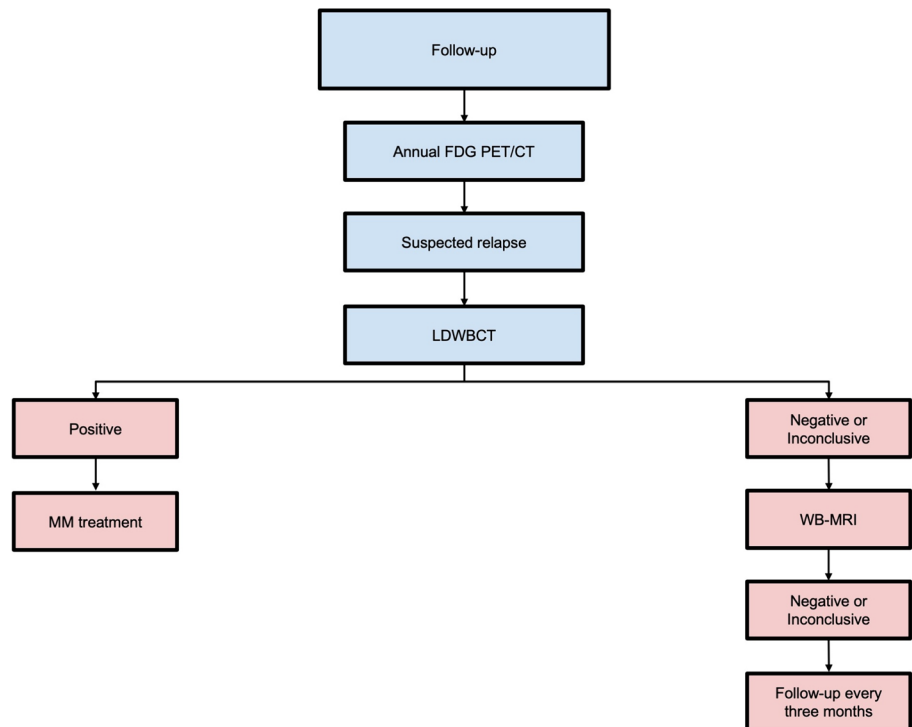 Follow-up
Annual FDG PET/CT
Suspected relapse
LDWBCT
Positive
MM treatment
Negative or
Inconclusive
WB-MRI
Negative or
Inconclusive
Follow-up every
three months